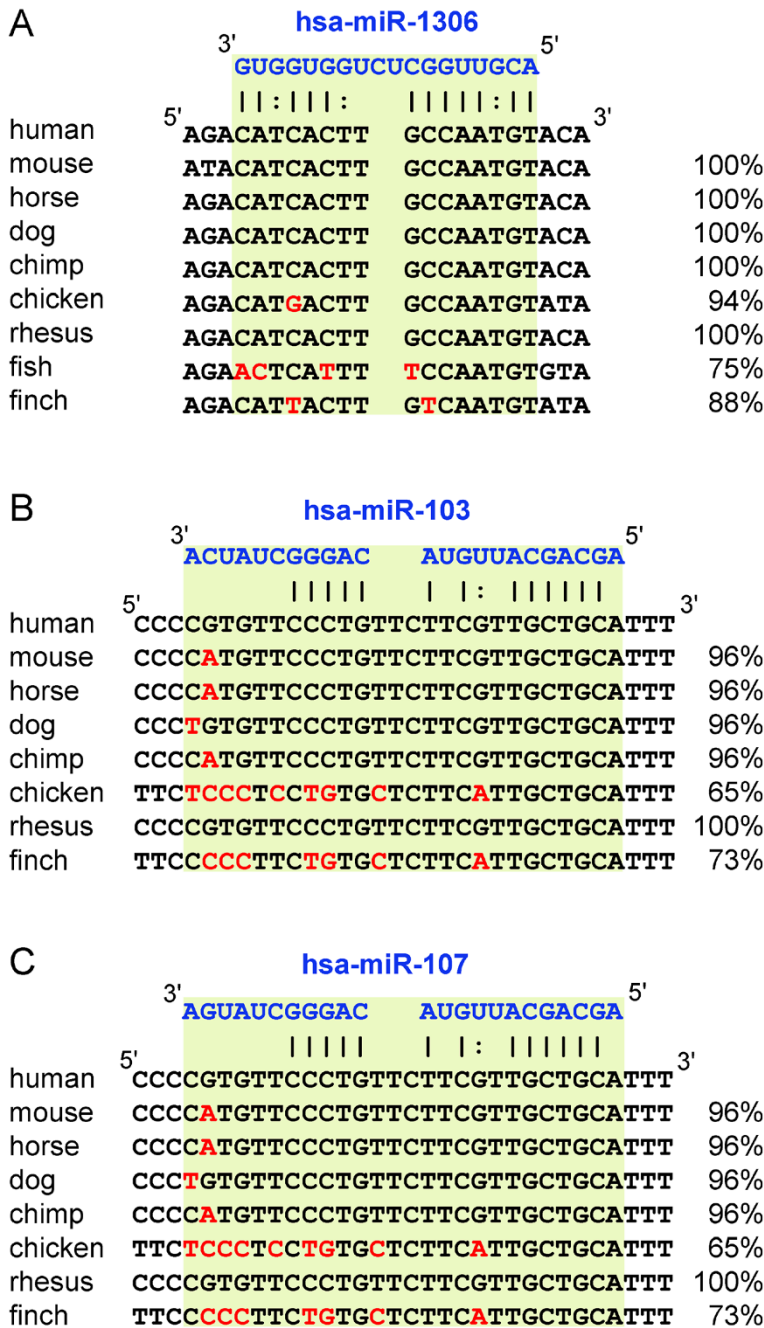 A
hsa-miR-1306
3' 5'
GUGGUGGUCUCGGUUGCA
||:|||: |||||:||
5' 3'
human AGACATCACTT GCCAATGTACA
mouse ATACATCACTT GCCAATGTACA 100%
horse AGACATCACTT GCCAATGTACA 100%
dog AGACATCACTT GCCAATGTACA 100%
chimp AGACATCACTT GCCAATGTACA 100%
chicken AGACATGACTT GCCAATGTATA 94%
rhesus AGACATCACTT GCCAATGTACA 100%
fish AGAACTCATTT TCCAATGTGTA 75%
finch AGACATTACTT GTCAATGTATA 88%
B
hsa-miR-103
3' 5'
ACUAUCGGGAC AUGUUACGACGA
||||| | |: ||||||
5' 3'
human CCCCGTGTTCCCTGTTCTTCGTTGCTGCATTT
mouse CCCCATGTTCCCTGTTCTTCGTTGCTGCATTT 96%
horse CCCCATGTTCCCTGTTCTTCGTTGCTGCATTT 96%
dog CCCTGTGTTCCCTGTTCTTCGTTGCTGCATTT 96%
chimp CCCCATGTTCCCTGTTCTTCGTTGCTGCATTT 96%
chicken TTCTCCCTCCTGTGCTCTTCATTGCTGCATTT 65%
rhesus CCCCGTGTTCCCTGTTCTTCGTTGCTGCATTT 100%
finch TTCCCCCTTCTGTGCTCTTCATTGCTGCATTT 73%
C
hsa-miR-107
3' 5'
AGUAUCGGGAC AUGUUACGACGA
||||| | |: ||||||
5' 3'
human CCCCGTGTTCCCTGTTCTTCGTTGCTGCATTT
mouse CCCCATGTTCCCTGTTCTTCGTTGCTGCATTT 96%
horse CCCCATGTTCCCTGTTCTTCGTTGCTGCATTT 96%
dog CCCTGTGTTCCCTGTTCTTCGTTGCTGCATTT 96%
chimp CCCCATGTTCCCTGTTCTTCGTTGCTGCATTT 96%
chicken TTCTCCCTCCTGTGCTCTTCATTGCTGCATTT 65%
rhesus CCCCGTGTTCCCTGTTCTTCGTTGCTGCATTT 100%
finch TTCCCCCTTCTGTGCTCTTCATTGCTGCATTT 73%